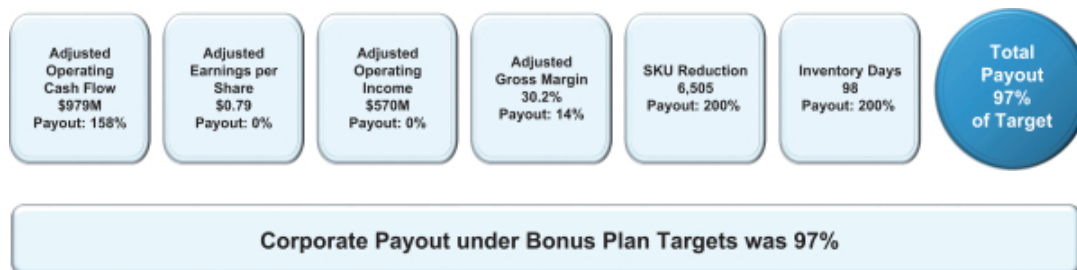 Adjusted
Operating
Cash Flow
$979M
Payout: 158%
Adjusted
Earnings per
Share
$0.79
Payout: 0%
Adjusted
Operating
Income
$570M
Payout: 0%
Adjusted
Gross Margin
30.2%
Payout: 14%
SKU Reduction
6,505
Payout: 200%
Inventory Days
98
Payout: 200%
Total
Payout
97%
of Target
Corporate Payout under Bonus Plan Targets was 97%